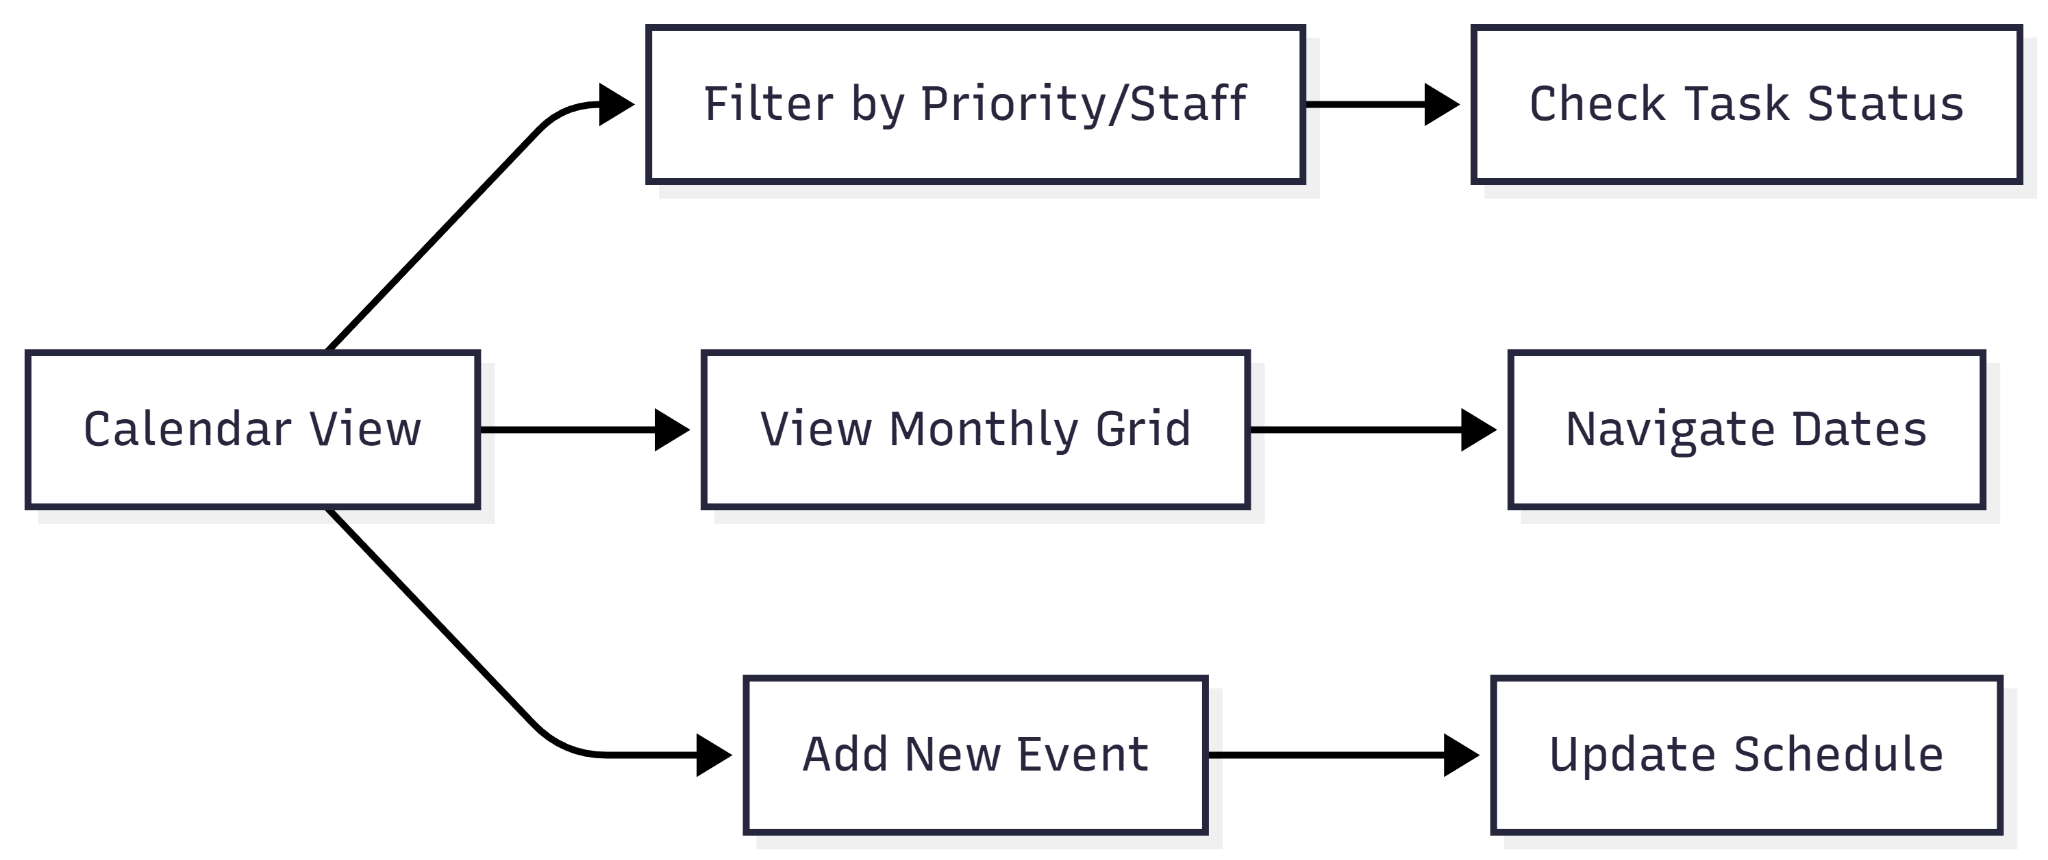 Filter by Priority/Staff
Check Task Status
Calendar View
View Monthly Grid
Navigate Dates
Add New Event
Update Schedule